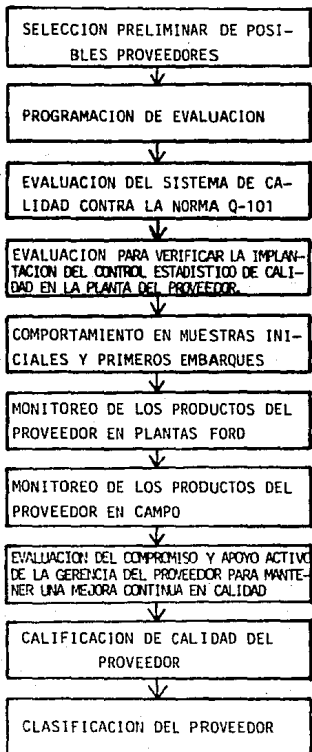 SELECCION PRELIMINAR DE POSI-
BLES PROVEEDORES
PROGRAMACION DE EVALUACION
EVALUACION DEL SISTEMA DE CA-
LIDAD CONTRA LA NORMA Q-101
EVALUACION PARA VERIFICAR LA IMPLAN-
TACION DEL CONTROL ESTADISTICO DE CALI-
DAD EN LA PLANTA DEL PROVEEDOR.
COMPORTAMIENTO EN MUESTRAS INI-
CIALES Y PRIMEROS EMBARQUES
MONITOREO DE LOS PRODUCTOS DEL
PROVEEDOR EN PLANTAS FORD
MONITOREO DE LOS PRODUCTOS DEL
PROVEEDOR EN CAMPO
EVALUACION DEL COMPROMISO Y APOYO ACTIVO
DE LA GERENCIA DEL PROVEEDOR PARA MANTE-
NER UNA MEJORA CONTINUA EN CALIDAD
CALIFICACION DE CALIDAD DEL
PROVEEDOR
CLASIFICACION DEL PROVEEDOR